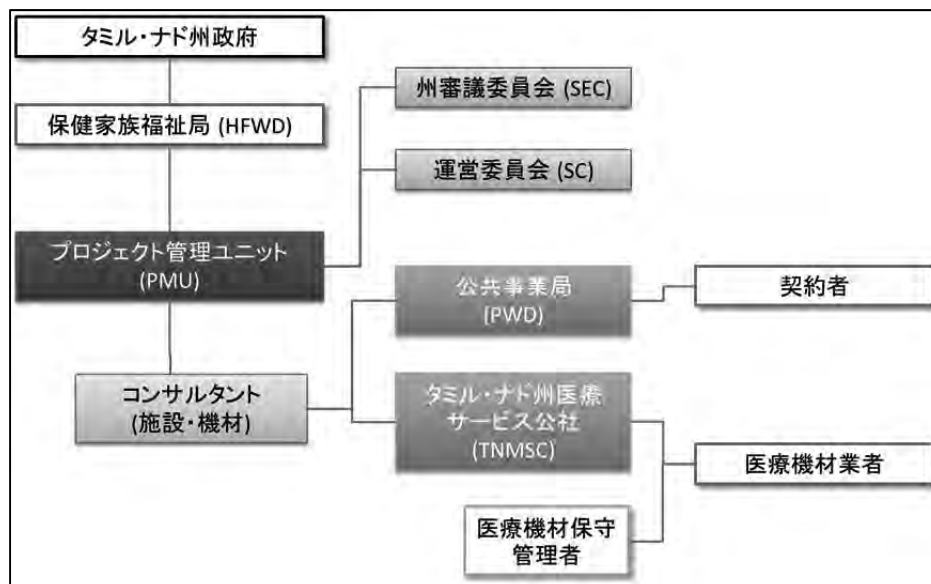 タミル・ナド州政府
保健家族福祉局 (HFWD)
州審議委員会 (SEC)
運営委員会 (SC)
プロジェクト管理ユニット
(PMU)
公共事業局
(PWD)
契約者
コンサルタント
(施設・機材)
タミル・ナド州医療
サービス公社
(TNMSC)
医療機材業者
医療機材保守
管理者